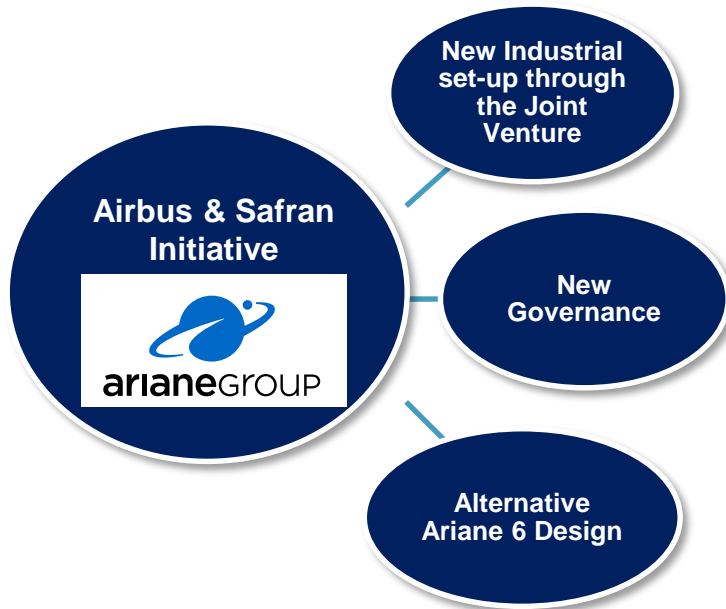 New Industrial
set-up through
the Joint
Venture
Airbus & Safran
Initiative
arianeGROUP
New
Governance
Alternative
Ariane 6 Design